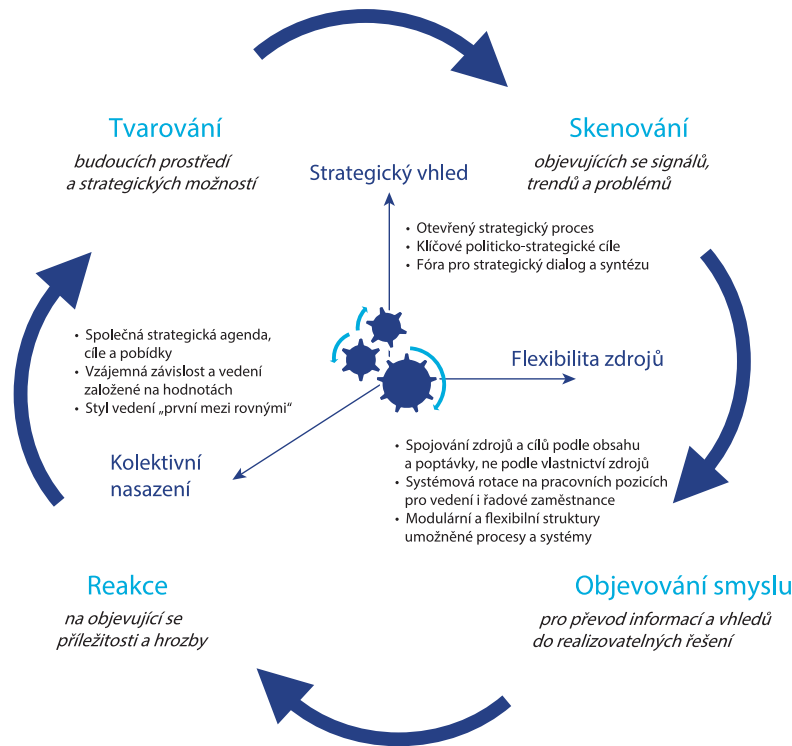 Tvarování
budoucích prostředí
a strategických možností
Skenování
objevujících se signálů,
trendů a problémů
Strategický vhled
• Otevřený strategický proces
• Klíčové politicko-strategické cíle
• Fóra pro strategický dialog a syntézu
• Společná strategická agenda,
cíle a pobídky
• Vzájemná závislost a vedení
založené na hodnotách
• Styl vedení „první mezi rovnými“
Flexibilita zdrojů
• Spojování zdrojů a cílů podle obsahu
a poptávky, ne podle vlastnictví zdrojů
• Systémová rotace na pracovních pozicích
pro vedení i řadové zaměstnance
• Modulární a flexibilní struktury
umožněné procesy a systémy
Kolektivní
nasazení
Reakce
na objevující se
příležitosti a hrozby
Objevování smyslu
pro převod informací a vhledů
do realizovatelných řešení